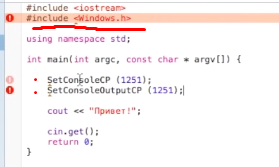 #include <iostream>
#include <Windows.h>
using namespace std;
int main(int argc, const char * argv[]) {
SetConsoleCP (1251);
SetConsoleOutputCP (1251);
cout << "Привет!";
cin.get();
return 0;
}